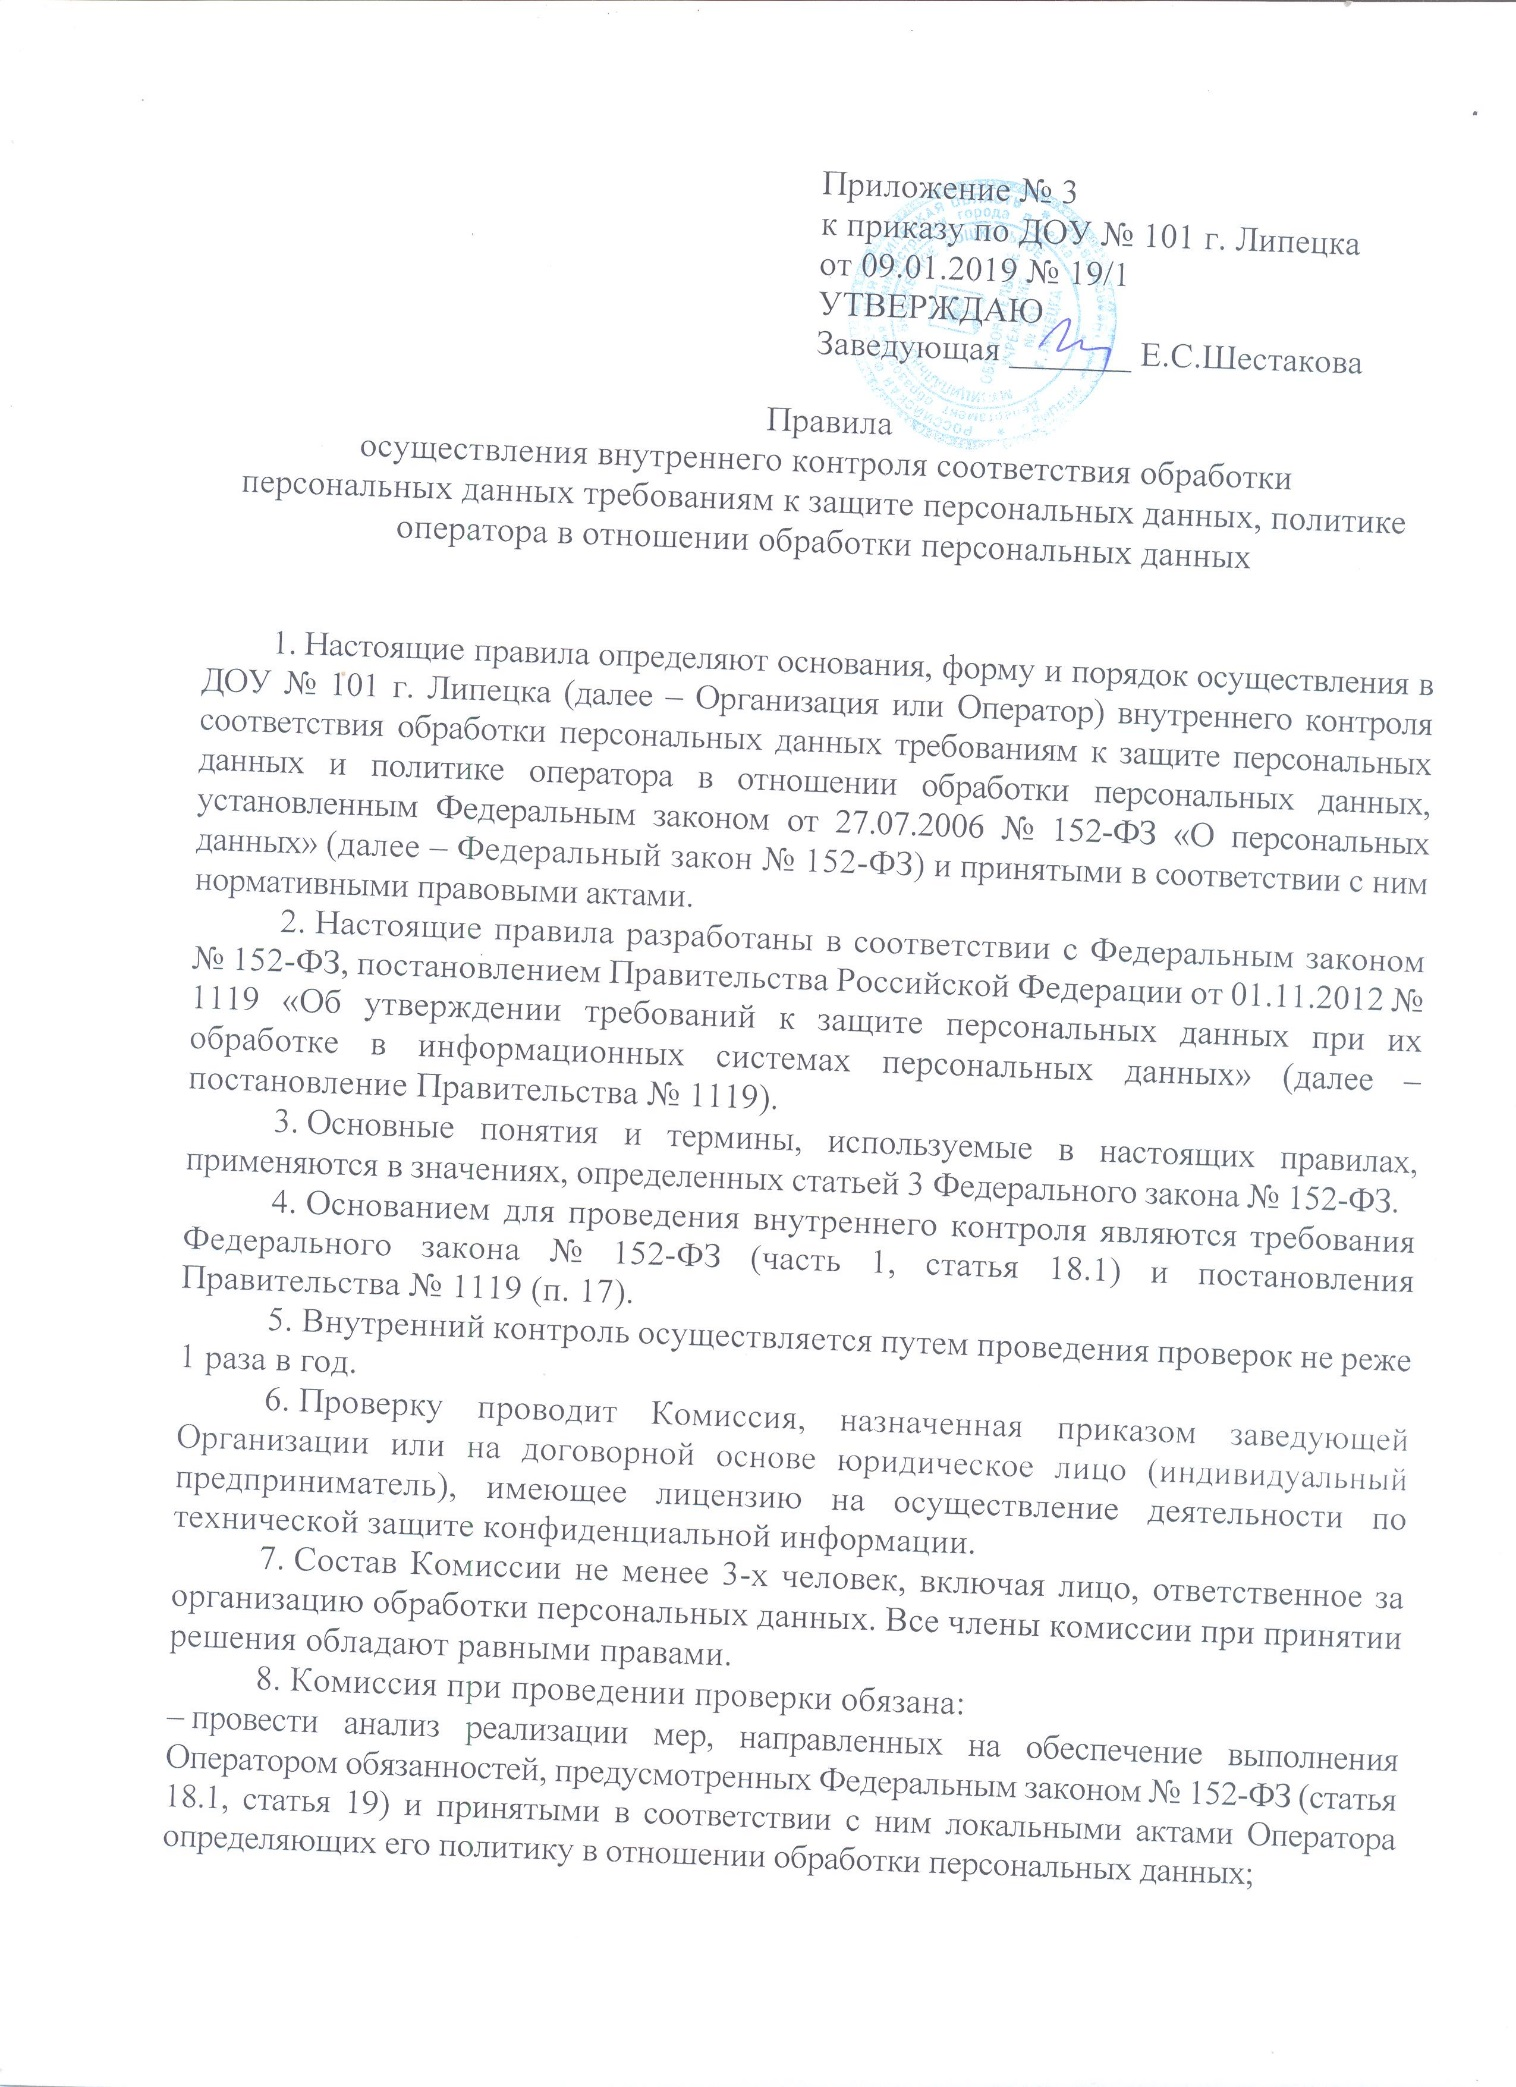 Приложение № 3
к приказу по ДОУ № 101 г. Липецка
от 09.01.2019 № 19/1
УТВЕРЖДАЮ
Заведующая _______ Е.С.Шестакова
Правила
осуществления внутреннего контроля соответствия обработки
персональных данных требованиям к защите персональных данных, политике
оператора в отношении обработки персональных данных
1. Настоящие правила определяют основания, форму и порядок осуществления в
ДОУ № 101 г. Липецка (далее – Организация или Оператор) внутреннего контроля
соответствия обработки персональных данных требованиям к защите персональных
данных и политике оператора в отношении обработки персональных данных,
установленным Федеральным законом от 27.07.2006 № 152-ФЗ «О персональных
данных» (далее – Федеральный закон № 152-ФЗ) и принятыми в соответствии с ним
нормативными правовыми актами.
2. Настоящие правила разработаны в соответствии с Федеральным законом
№ 152-ФЗ, постановлением Правительства Российской Федерации от 01.11.2012 №
1119 «Об утверждении требований к защите персональных данных при их
обработке в информационных системах персональных данных» (далее –
постановление Правительства № 1119).
3. Основные понятия и термины, используемые в настоящих правилах,
применяются в значениях, определенных статьей 3 Федерального закона № 152-ФЗ.
4. Основанием для проведения внутреннего контроля являются требования
Федерального закона № 152-ФЗ (часть 1, статья 18.1) и постановления
Правительства № 1119 (п. 17).
5. Внутренний контроль осуществляется путем проведения проверок не реже
1 раза в год.
6. Проверку проводит Комиссия, назначенная приказом заведующей
Организации или на договорной основе юридическое лицо (индивидуальный
предприниматель), имеющее лицензию на осуществление деятельности по
технической защите конфиденциальной информации.
7. Состав Комиссии не менее 3-х человек, включая лицо, ответственное за
организацию обработки персональных данных. Все члены комиссии при принятии
решения обладают равными правами.
8. Комиссия при проведении проверки обязана:
– провести анализ реализации мер, направленных на обеспечение выполнения
Оператором обязанностей, предусмотренных Федеральным законом № 152-ФЗ (статья
18.1, статья 19) и принятыми в соответствии с ним локальными актами Оператора
определяющих его политику в отношении обработки персональных данных;